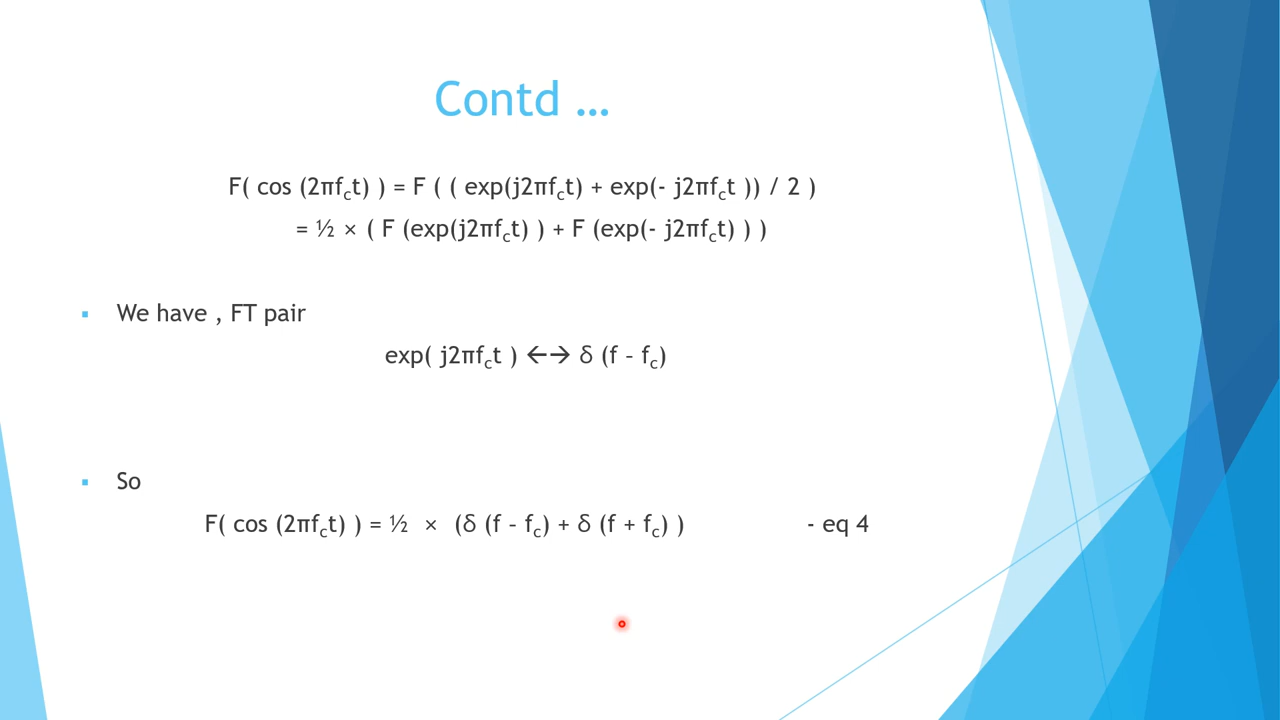 Contd …
F( cos (2πf_ct) ) = F ( ( exp(j2πf_ct) + exp(- j2πf_ct )) / 2 )
= ½ × ( F (exp(j2πf_ct) ) + F (exp(- j2πf_ct) ) )
▪ We have , FT pair
exp( j2πf_ct ) ←→ δ (f – f_c)
▪ So
F( cos (2πf_ct) ) = ½ × (δ (f – f_c) + δ (f + f_c) ) - eq 4